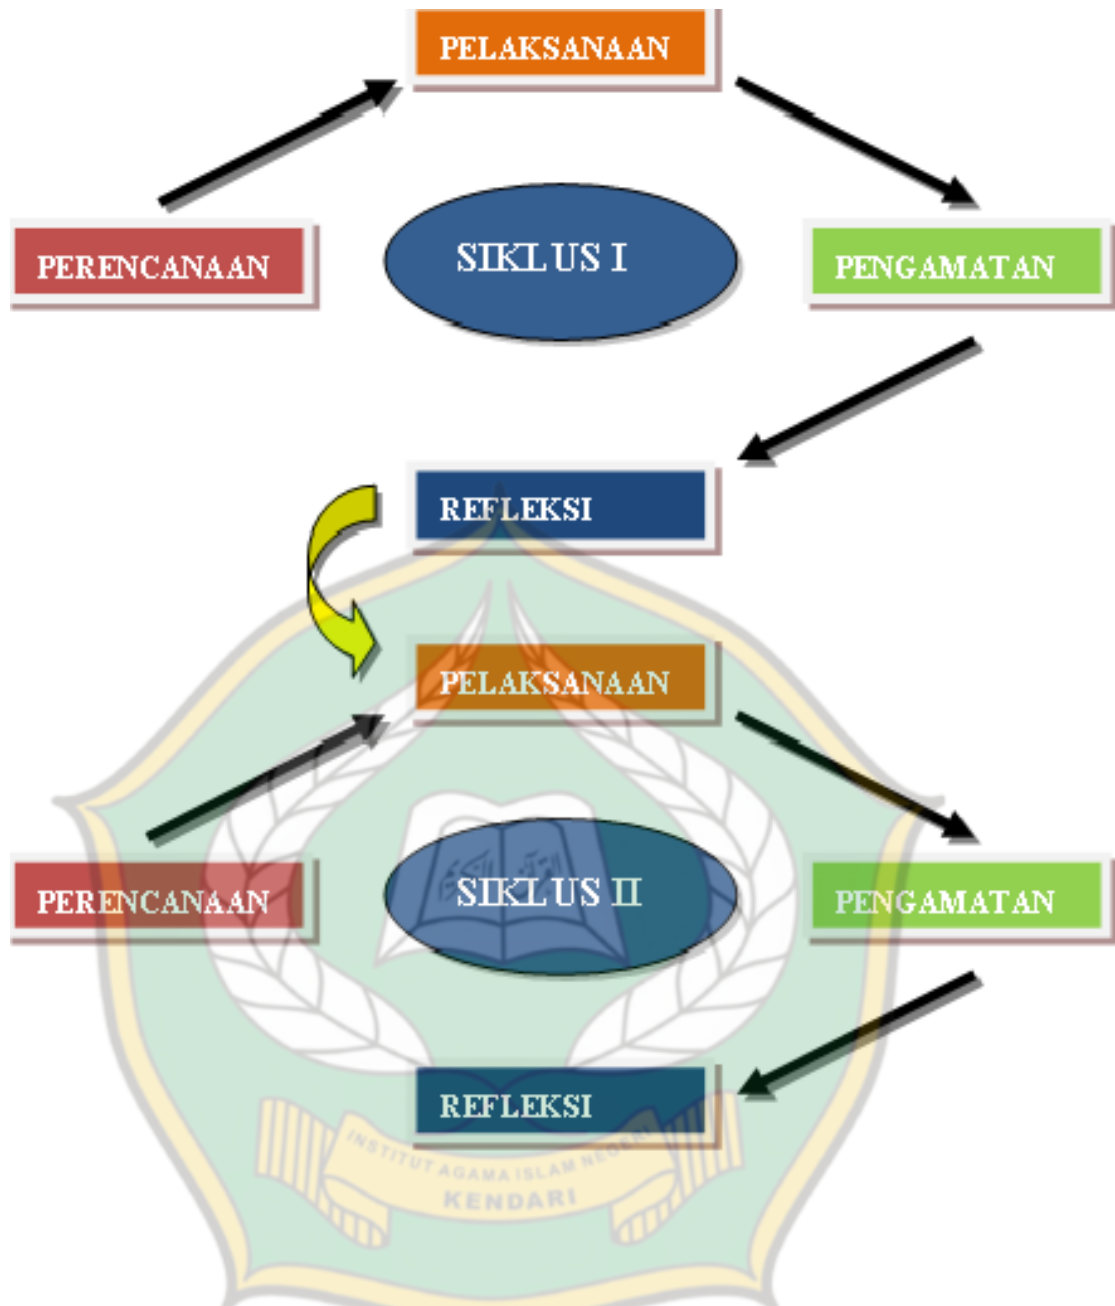 PELAKSANAAN
PERENCANAAN
SIKLUS I
PENGAMATAN
REFLEKSI
PELAKSANAAN
PERENCANAAN
SIKLUS II
PENGAMATAN
REFLEKSI
INSTITUT AGAMA ISLAM NEGERI
KENDARI